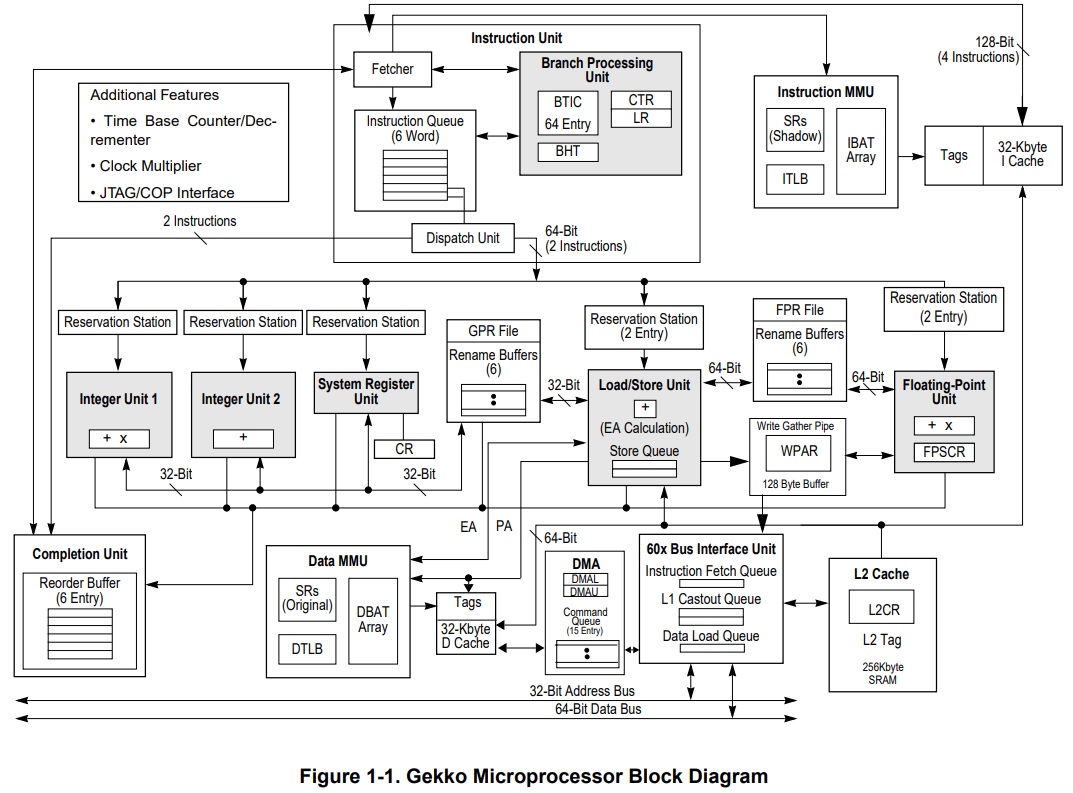 Instruction Unit
Fetcher
Branch Processing
Unit
BTIC
64 Entry
CTR
LR
BHT
128-Bit
(4 Instructions)
Additional Features
• Time Base Counter/Dec-
rementer
• Clock Multiplier
• JTAG/COP Interface
Instruction Queue
(6 Word)
Instruction MMU
SRs
(Shadow)
ITLB
IBAT
Array
Tags
32-Kbyte
I Cache
2 Instructions
Dispatch Unit
64-Bit
(2 Instructions)
Reservation Station
Reservation Station
Reservation Station
GPR File
Rename Buffers
(6)
Reservation Station
(2 Entry)
FPR File
Rename Buffers
(6)
Reservation Station
(2 Entry)
Integer Unit 1
+ x
Integer Unit 2
+
System Register
Unit
CR
32-Bit
32-Bit
32-Bit
Load/Store Unit
+
(EA Calculation)
Store Queue
64-Bit
64-Bit
Floating-Point
Unit
+ x
FPSCR
Write Gather Pipe
WPAR
128 Byte Buffer
EA
PA
64-Bit
Completion Unit
Reorder Buffer
(6 Entry)
Data MMU
SRs
(Original)
DTLB
DBAT
Array
Tags
32-Kbyte
D Cache
DMA
DMAL
DMAU
Command
Queue
(15 Entry)
60x Bus Interface Unit
Instruction Fetch Queue
L1 Castout Queue
Data Load Queue
L2 Cache
L2CR
L2 Tag
256Kbyte
SRAM
32-Bit Address Bus
64-Bit Data Bus
Figure 1-1. Gekko Microprocessor Block Diagram